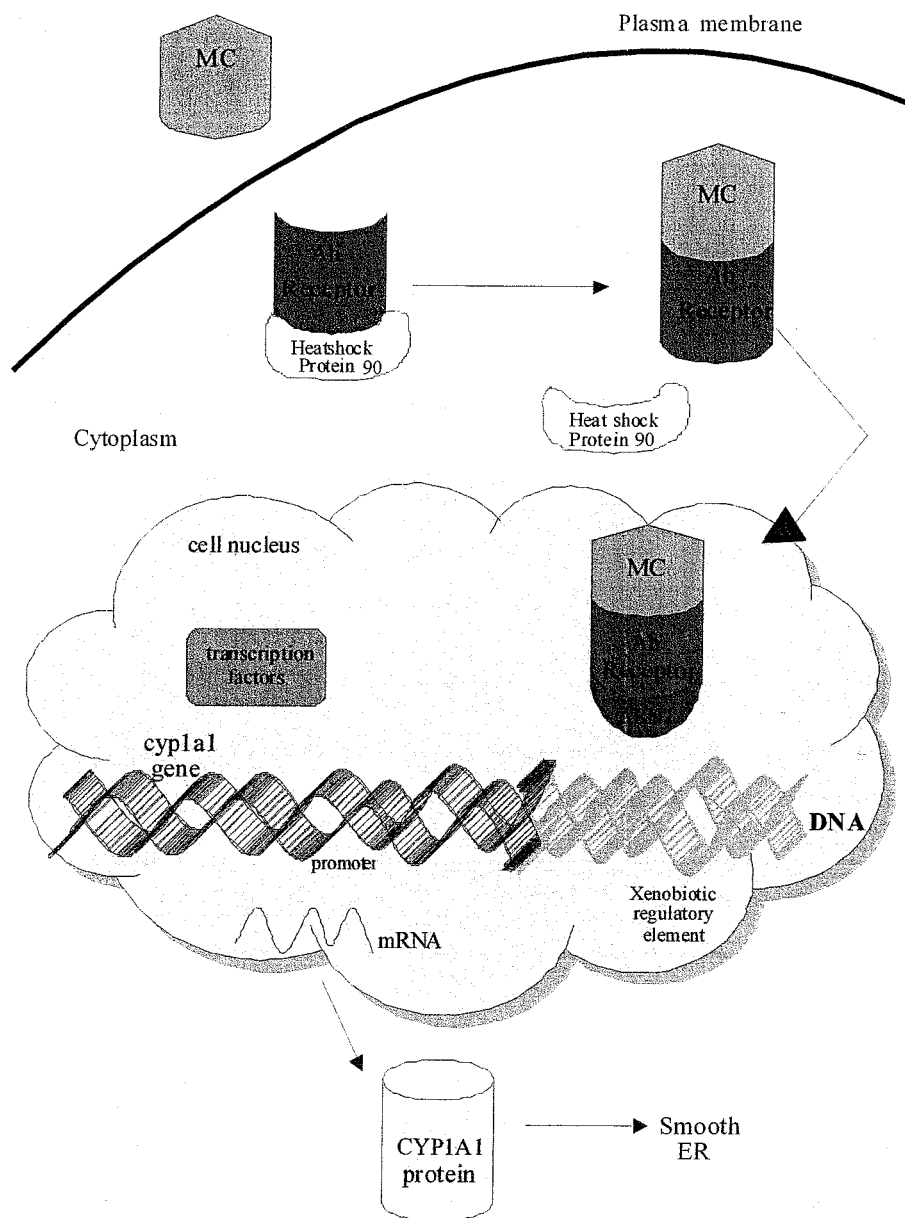 Plasma membrane
MC
MC
Ah
Receptor
Ah
Receptor
Heatshock
Protein 90
Heat shock
Protein 90
Cytoplasm
cell nucleus
MC
transcription
factors
Ah
Receptor
cyp1a1
gene
DNA
promoter
Xenobiotic
regulatory
element
mRNA
CYP1A1
protein
Smooth
ER